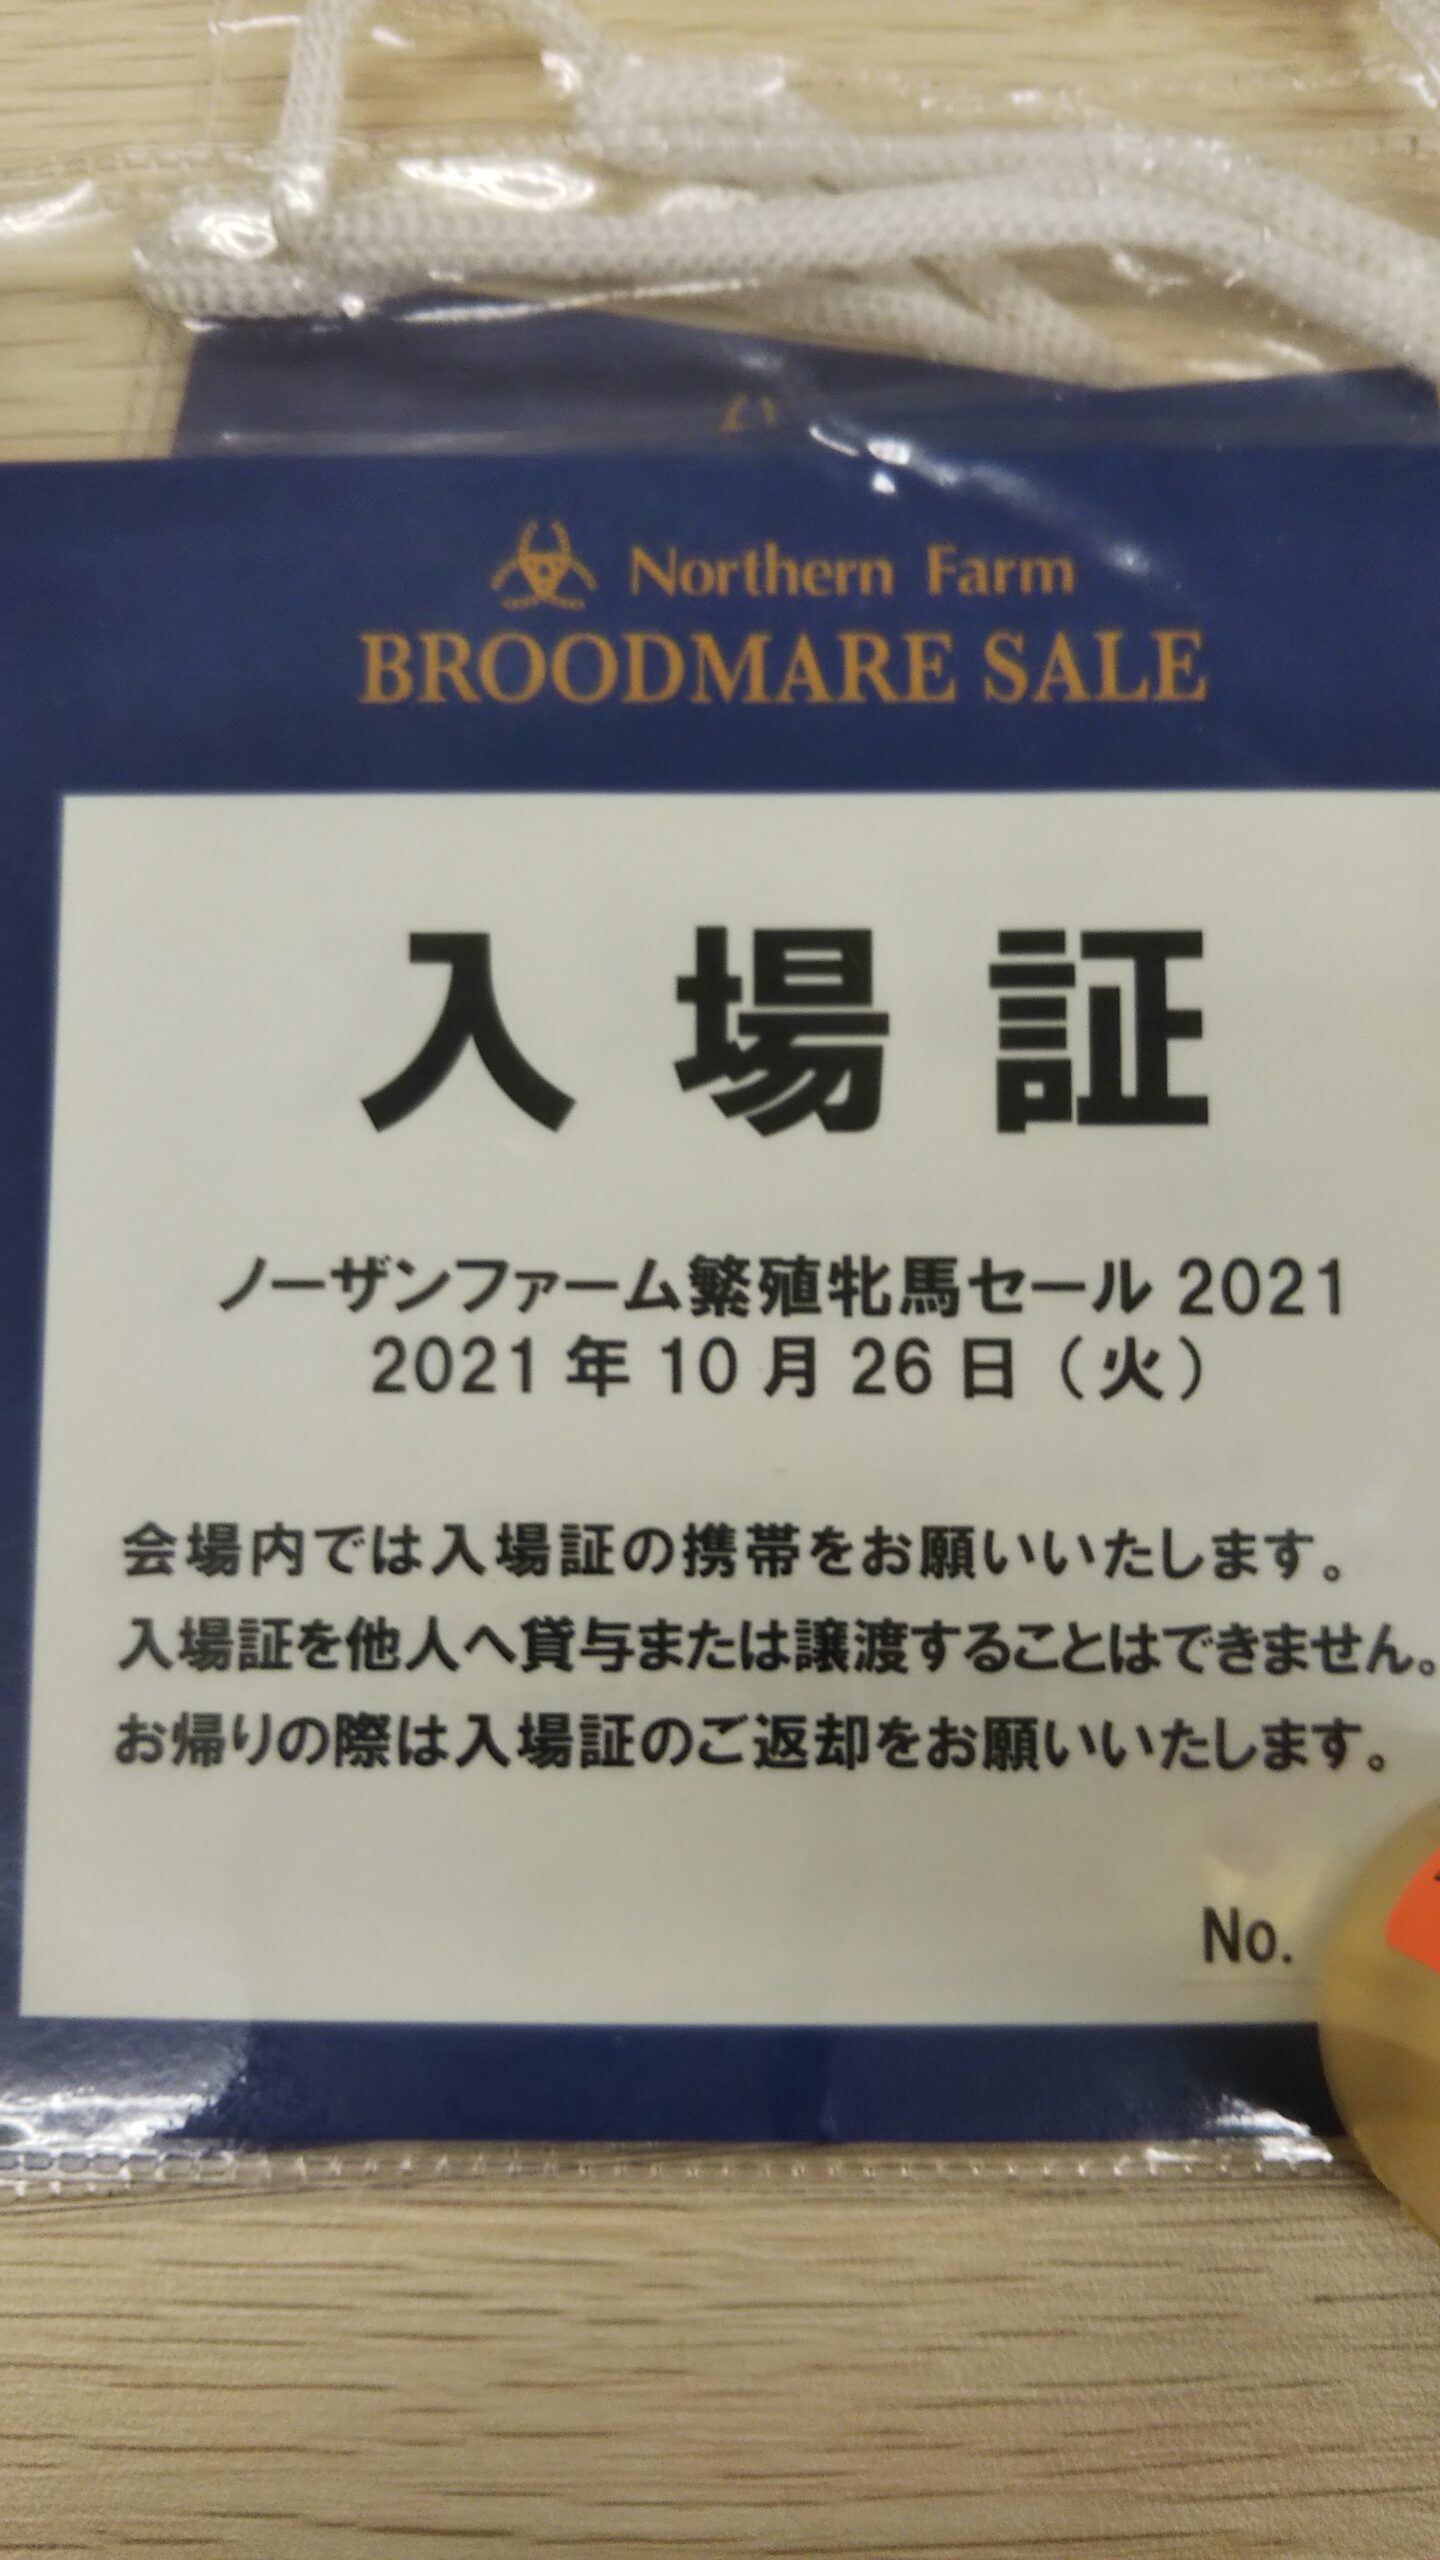 Northern Farm
BROODMARE SALE
入場証
ノーザンファーム繁殖牝馬セール 2021
2021 年 10 月 26 日（火）
会場内では入場証の携帯をお願いいたします。
入場証を他人へ貸与または譲渡することはできません。
お帰りの際は入場証のご返却をお願いいたします。
No.